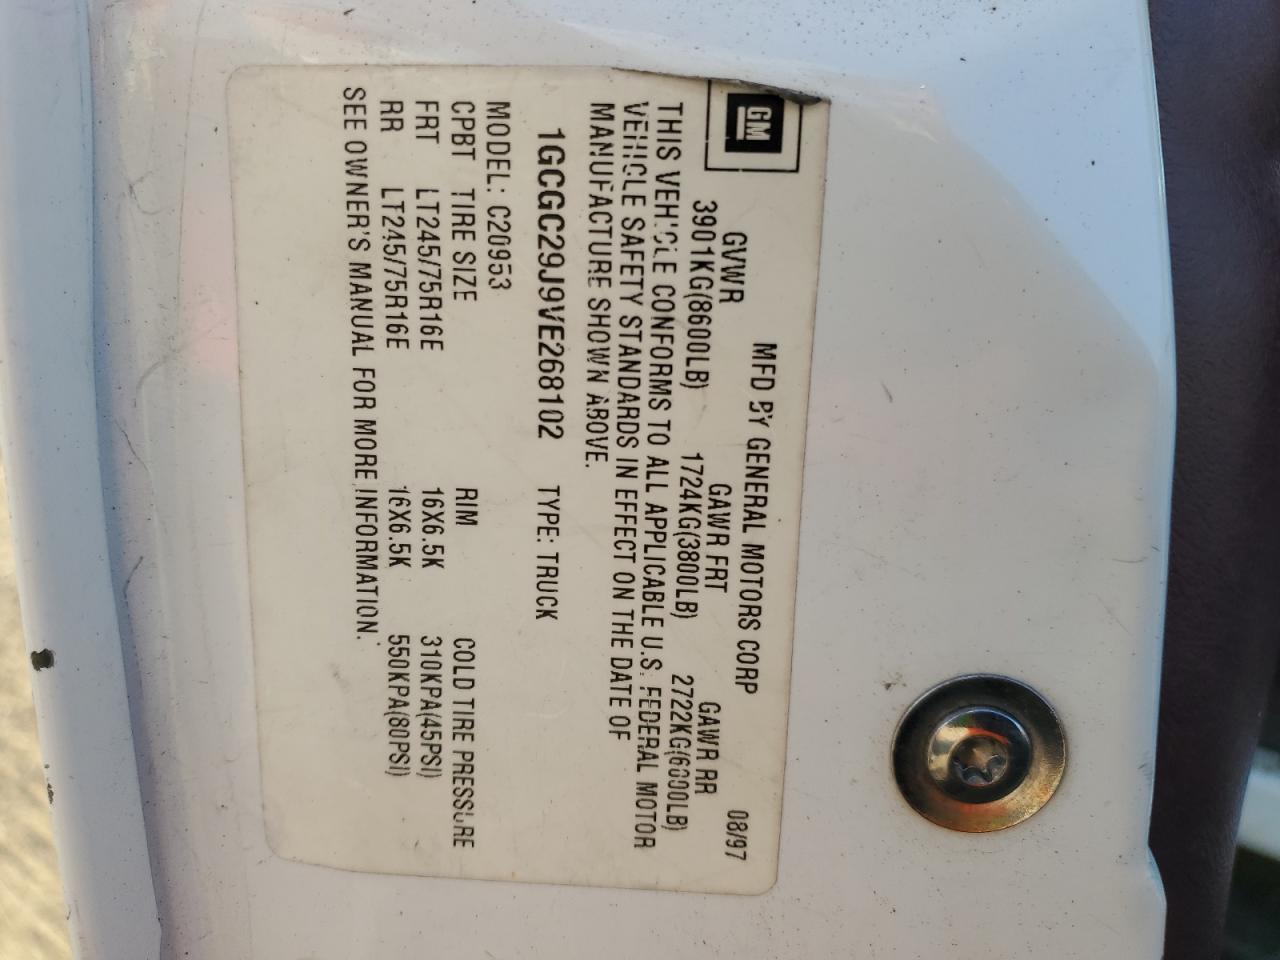 GM
MFD BY GENERAL MOTORS CORP 08/97
GVWR GAWR FRT GAWR RR
3901KG(8600LB) 1724KG(3800LB) 2722KG(6000LB)
THIS VEHICLE CONFORMS TO ALL APPLICABLE U.S. FEDERAL MOTOR
VEHICLE SAFETY STANDARDS IN EFFECT ON THE DATE OF
MANUFACTURE SHOWN ABOVE.
1GCGC29J9VE268102 TYPE: TRUCK
MODEL: C20953
CPBT TIRE SIZE RIM COLD TIRE PRESSURE
FRT LT245/75R16E 16X6.5K 310KPA(45PSI)
RR LT245/75R16E 16X6.5K 550KPA(80PSI)
SEE OWNER'S MANUAL FOR MORE INFORMATION.